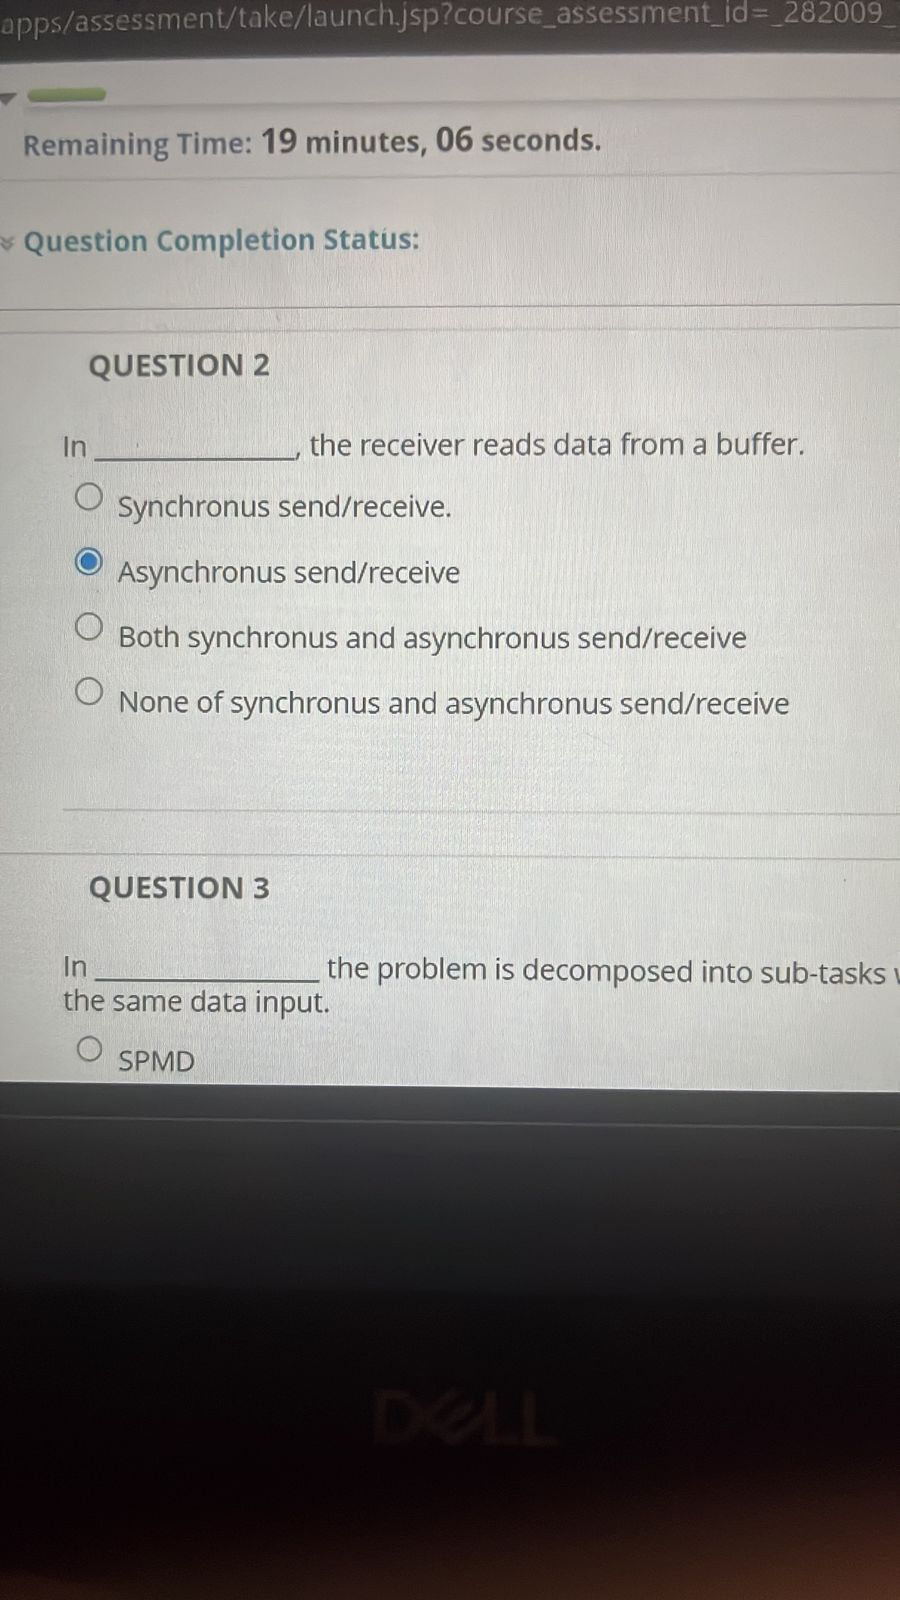 apps/assessment/take/launch.jsp?course_assessment_id=_282009_
Remaining Time: 19 minutes, 06 seconds.
Question Completion Status:
QUESTION 2
In ______________, the receiver reads data from a buffer.
Synchronus send/receive.
Asynchronus send/receive
Both synchronus and asynchronus send/receive
None of synchronus and asynchronus send/receive
QUESTION 3
In ________________ the problem is decomposed into sub-tasks
the same data input.
SPMD
DELL